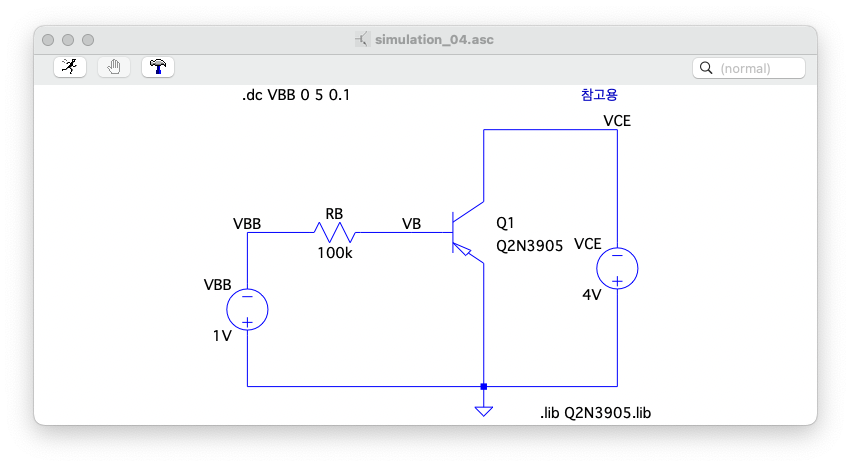 simulation_04.asc
(normal)
.dc VBB 0 5 0.1
참고용
VCE
RB
VBB
VB
Q1
100k
Q2N3905
VCE
VBB
4V
1V
.lib Q2N3905.lib